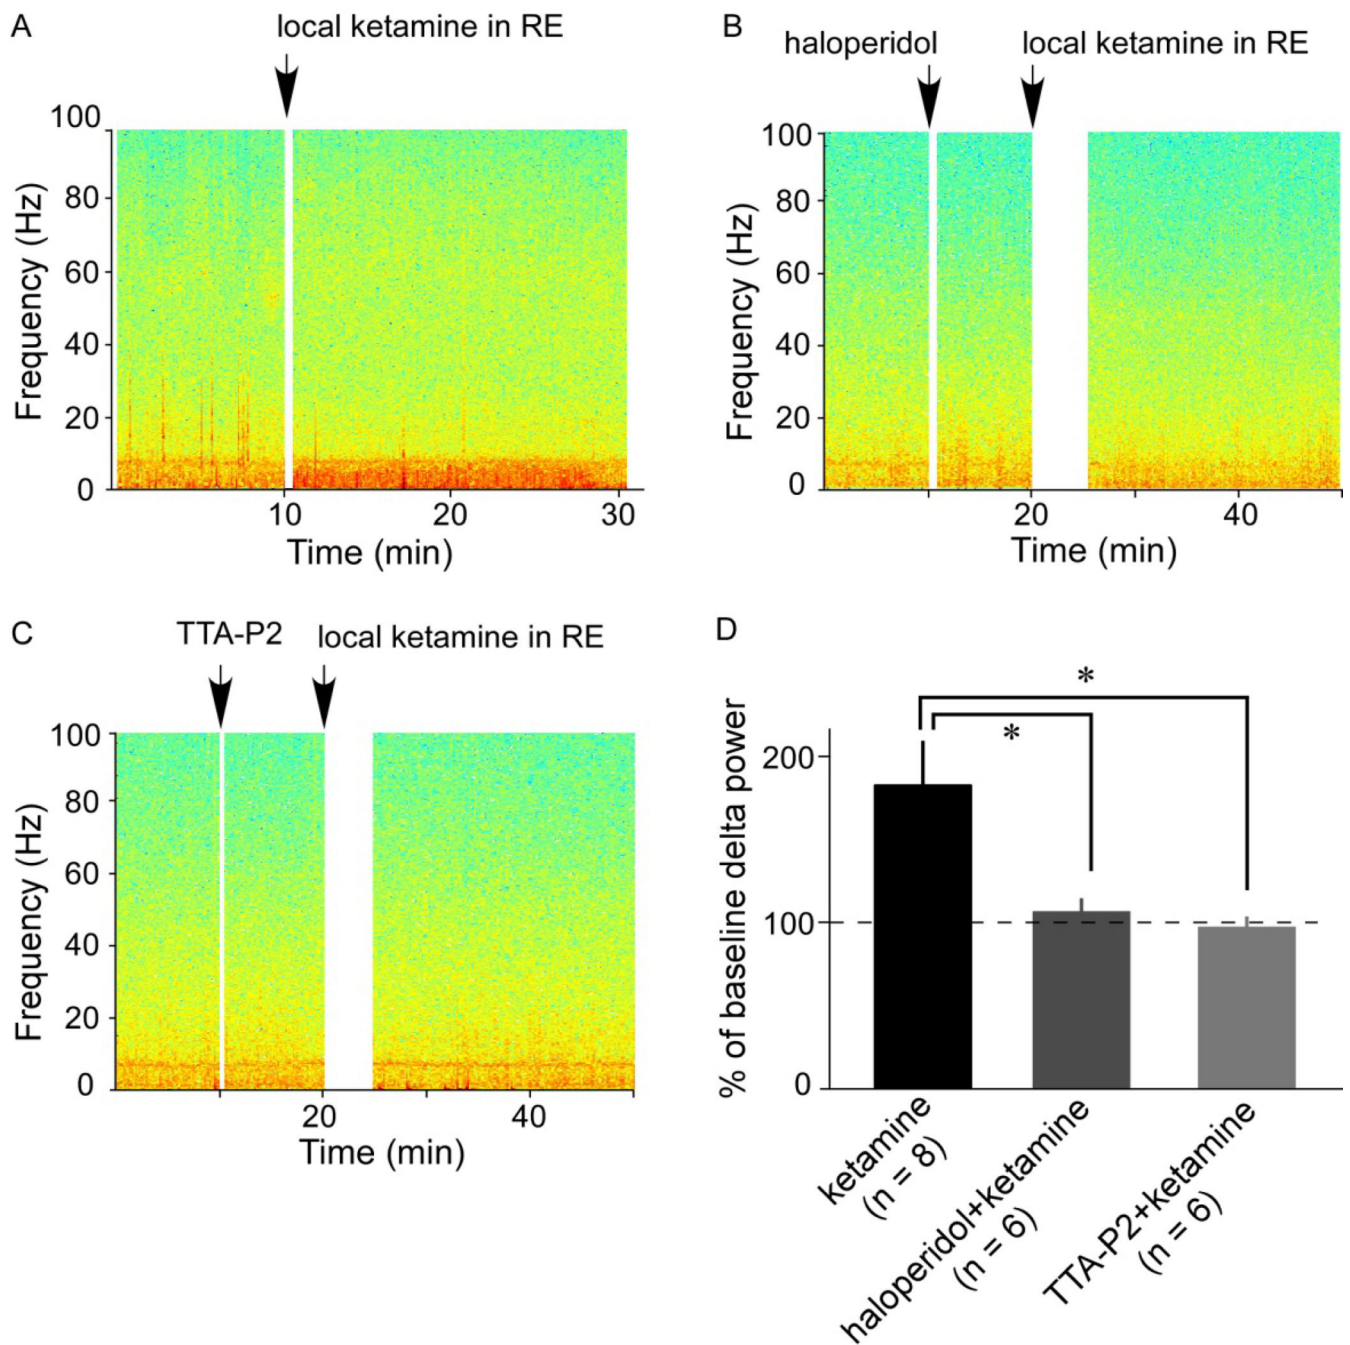 A
local ketamine in RE
100
80
60
40
20
0
Frequency (Hz)
10
20
30
Time (min)
B
haloperidol
local ketamine in RE
100
80
60
40
20
0
Frequency (Hz)
20
40
Time (min)
C
TTA-P2
local ketamine in RE
100
80
60
40
20
0
Frequency (Hz)
20
40
Time (min)
D
*
*
% of baseline delta power
200
100
0
ketamine
(n = 8)
haloperidol+ketamine
(n = 6)
TTA-P2+ketamine
(n = 6)